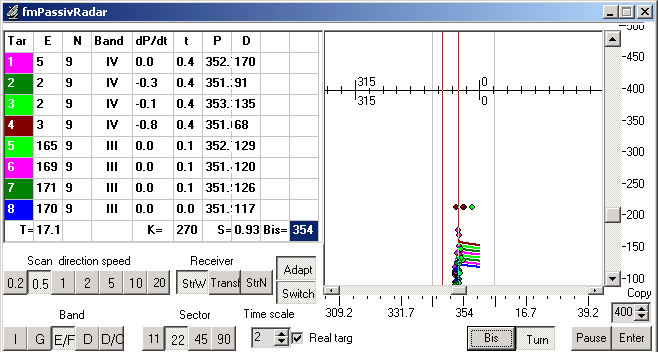 fmPassivRadar
Tar E N Band dP/dt t P D
1 5 9 IV 0.0 0.4 352. 170
2 2 9 IV -0.3 0.4 351. 91
3 2 9 IV -0.1 0.4 353. 135
4 3 9 IV -0.8 0.4 351. 68
5 165 9 III 0.0 0.1 352. 129
6 169 9 III 0.0 0.1 351. 120
7 171 9 III 0.0 0.1 351. 126
8 170 9 III 0.0 0.0 351. 117
T= 17.1 K= 270 S= 0.93 Bis= 354
315 0
315 0
-500
-450
-400
-350
-300
-250
-200
-150
-100
309.2 331.7 354 16.7 39.2
Scan direction speed
0.2 0.5 1 2 5 10 20
Receiver
Str/W Transf StrN
Adapt
Switch
Band
I G E/F D D/C
Sector
11 22 45 90
Time scale
2
Real targ
Copy
400
Bis Turn Pause Enter